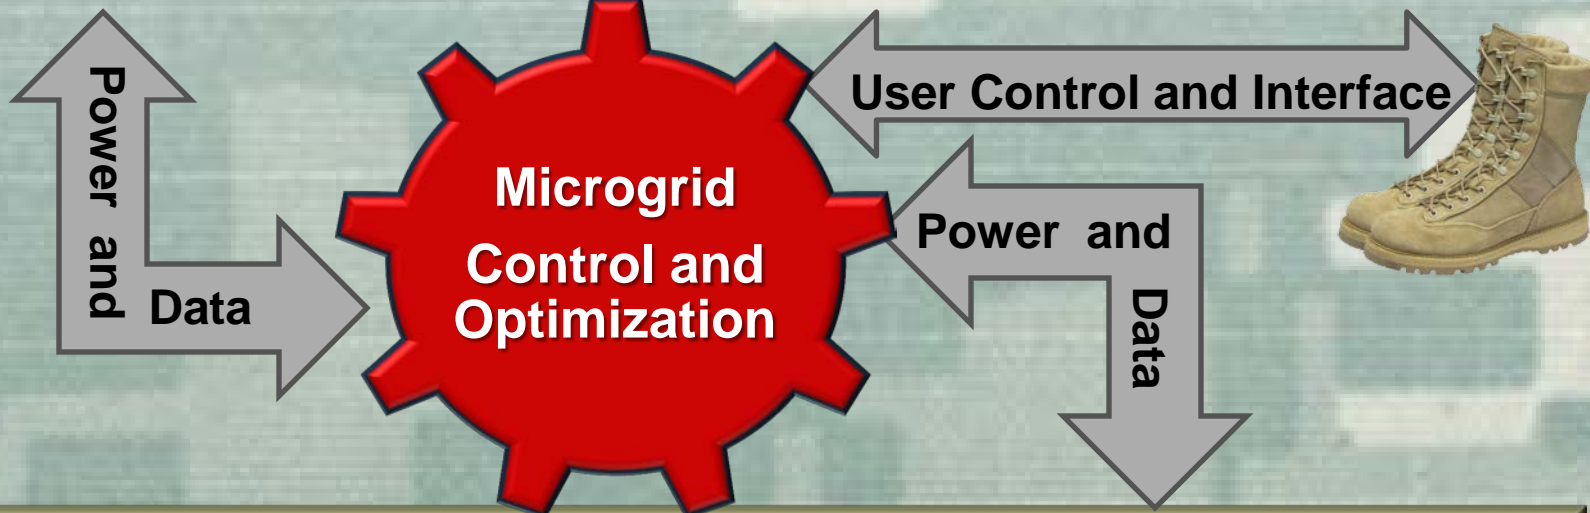 Power and
Data
Microgrid
Control and
Optimization
User Control and Interface
Power and
Data